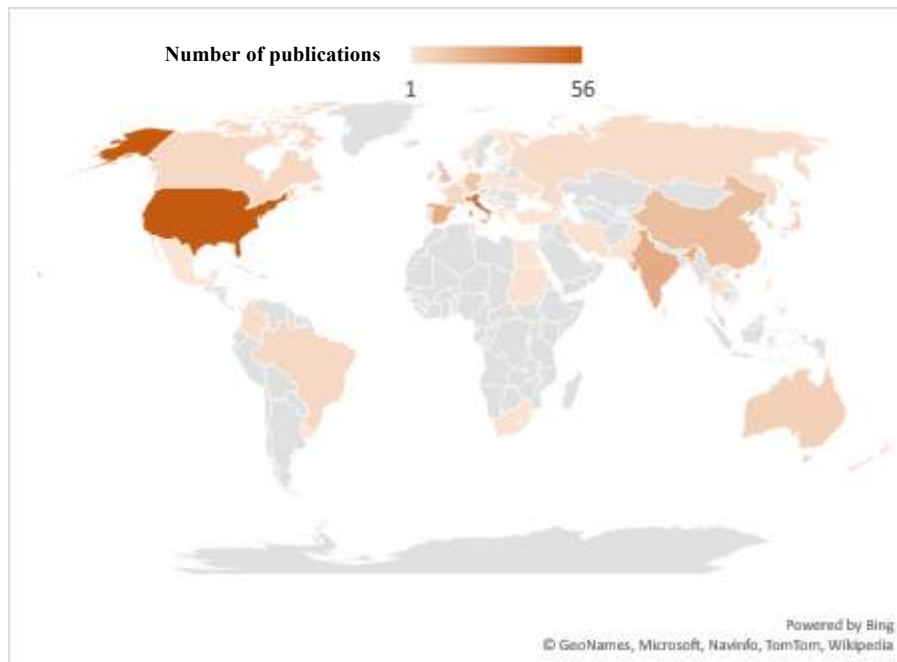 Number of publications
1 56
Powered by Bing
© GeoNames, Microsoft, Navinfo, TomTom, Wikipedia